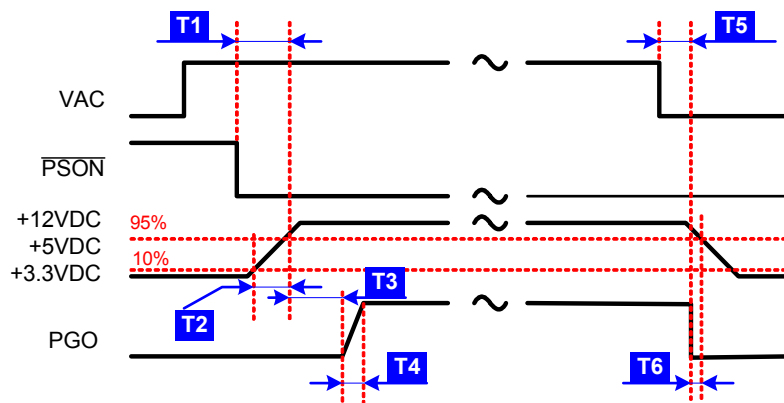 T1
T5
VAC
PSON
+12VDC
95%
+5VDC
10%
+3.3VDC
T3
T2
PGO
T4
T6